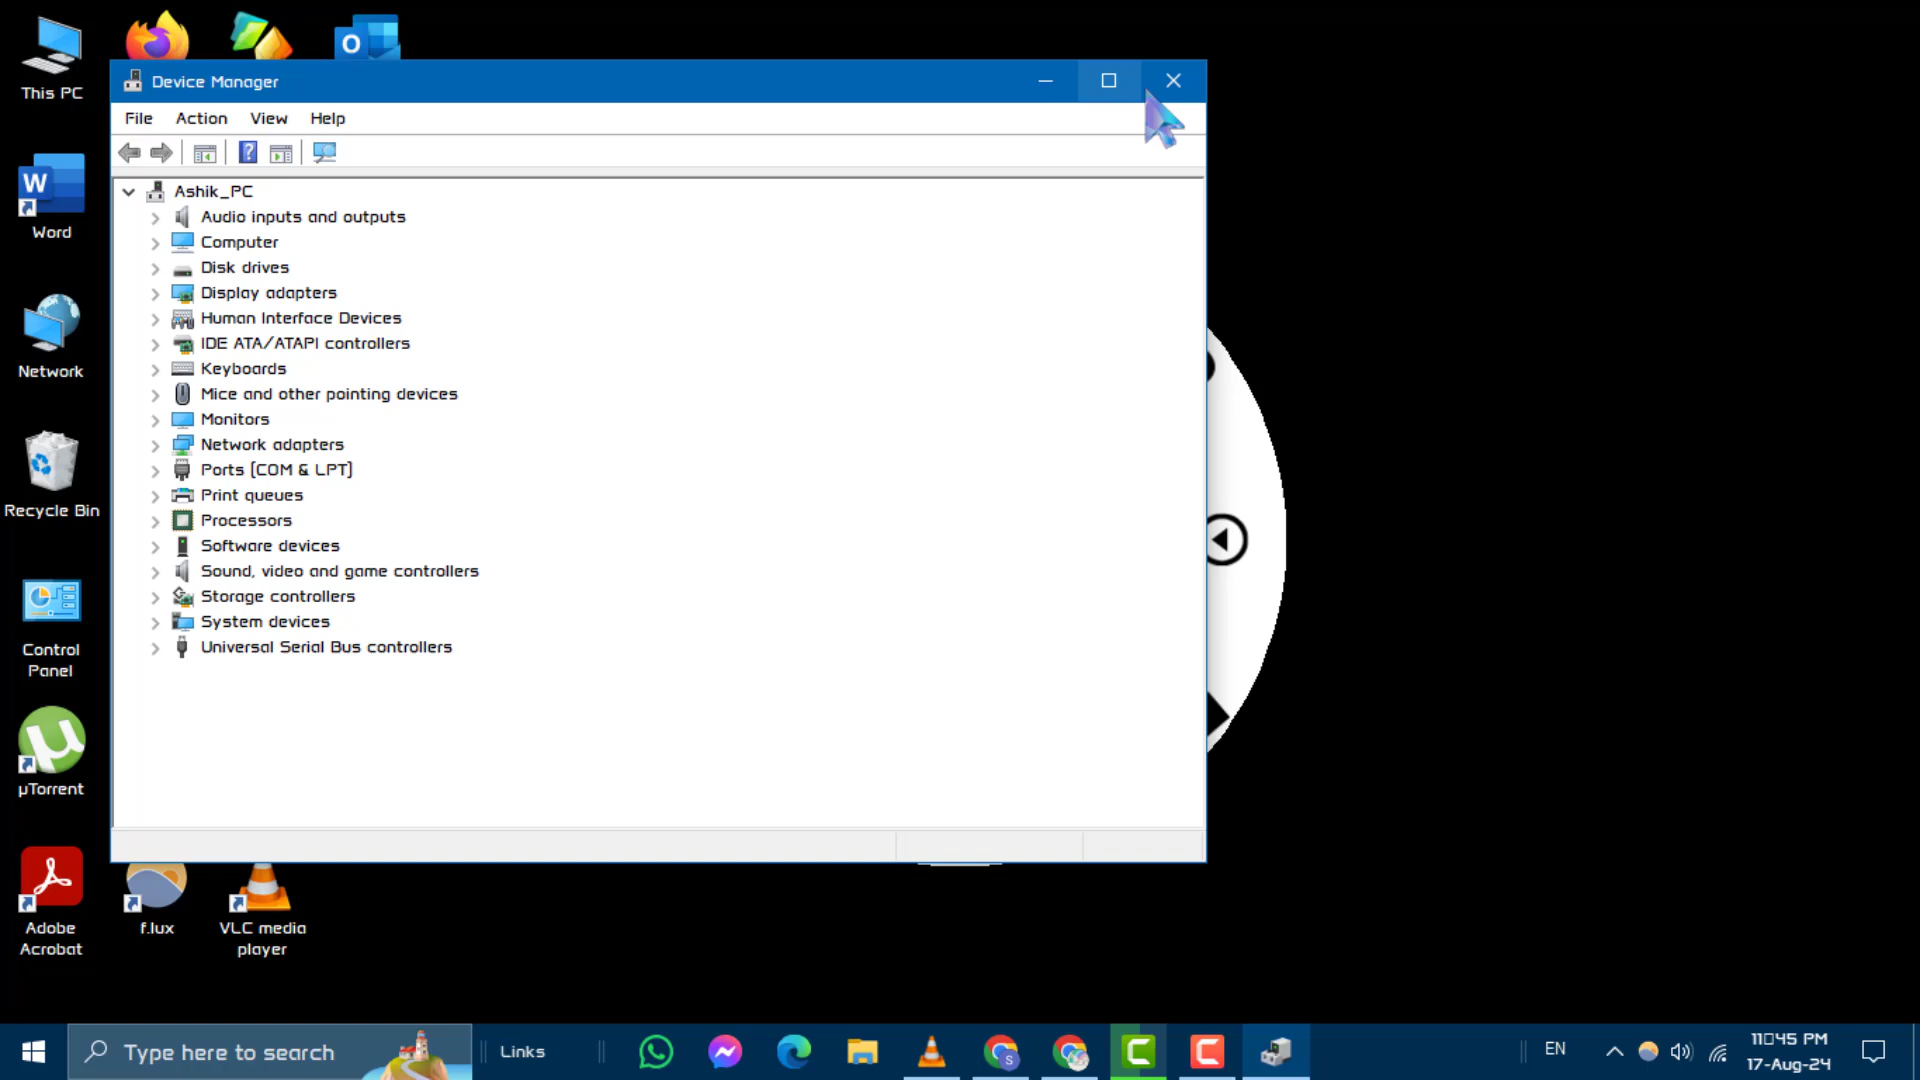 Device Manager
File Action View Help
Ashik_PC
Audio inputs and outputs
Computer
Disk drives
Display adapters
Human Interface Devices
IDE ATA/ATAPI controllers
Keyboards
Mice and other pointing devices
Monitors
Network adapters
Ports (COM & LPT)
Print queues
Processors
Software devices
Sound, video and game controllers
Storage controllers
System devices
Universal Serial Bus controllers
This PC
Word
Network
Recycle Bin
Control
Panel
µTorrent
Adobe
Acrobat
f.lux
VLC media
player
Type here to search
Links
EN
11□45 PM
17-Aug-24